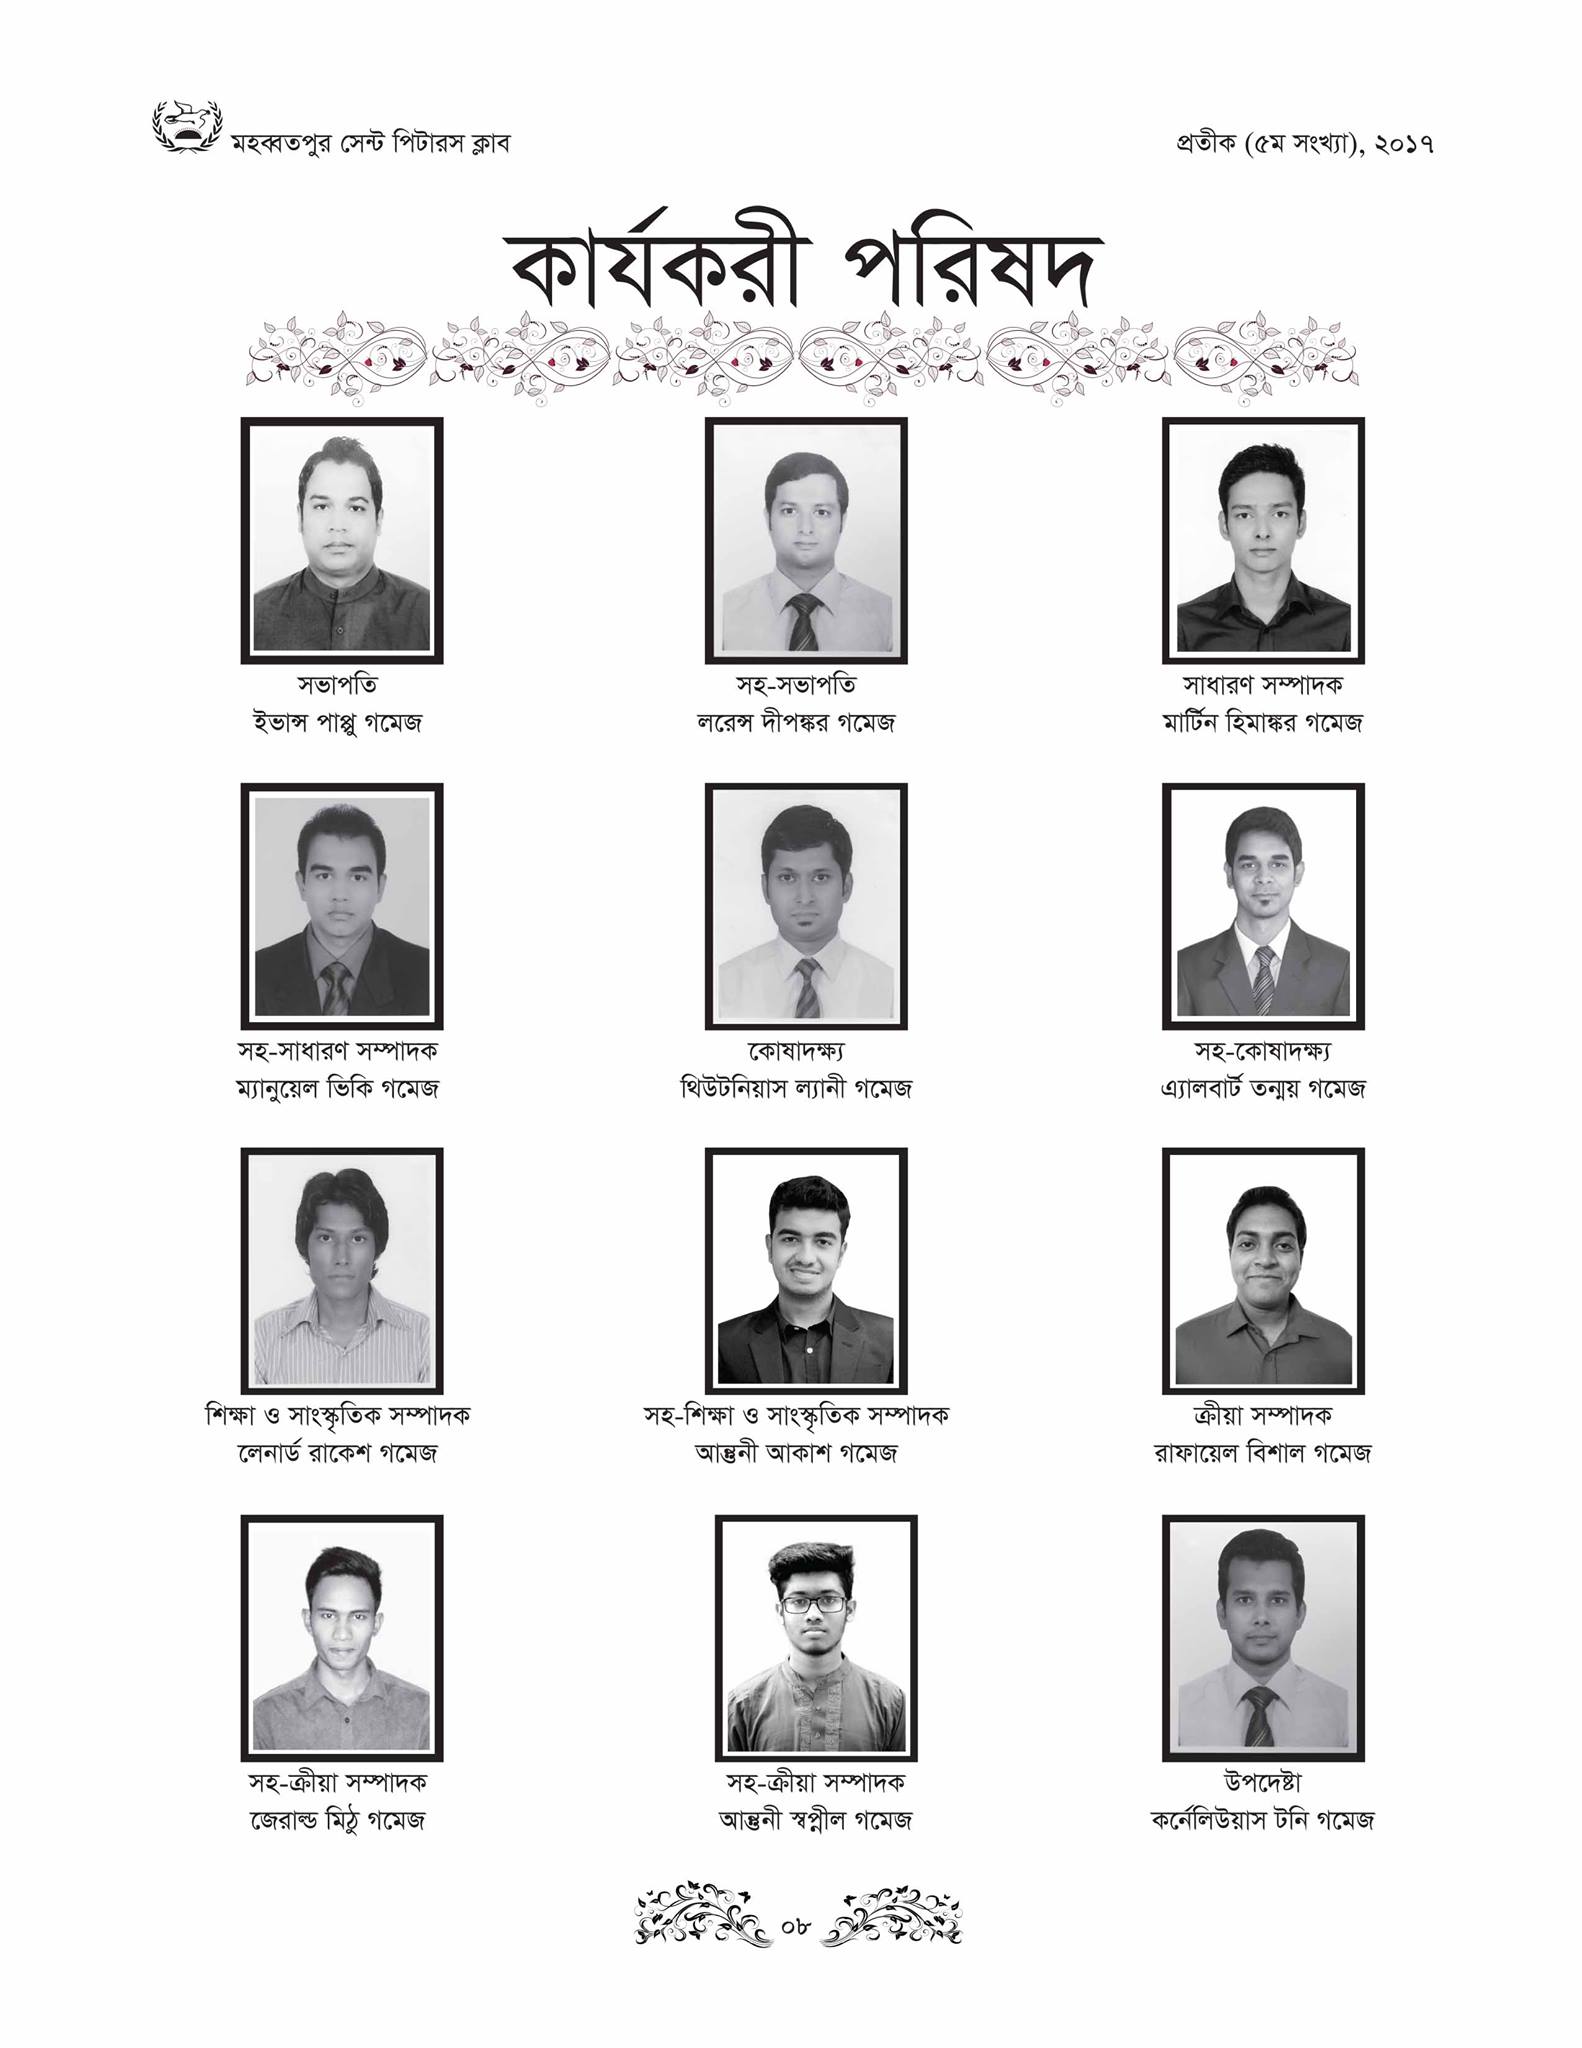 মহব্বতপুর সেন্ট পিটারস ক্লাব
প্রতীক (৫ম সংখ্যা), ২০১৭
কার্যকরী পরিষদ
সভাপতি
ইভান্স পাপ্পু গমেজ
সহ-সভাপতি
লরেন্স দীপঙ্কর গমেজ
সাধারণ সম্পাদক
মার্টিন হিমাঙ্কর গমেজ
সহ-সাধারণ সম্পাদক
ম্যানুয়েল ভিকি গমেজ
কোষাদক্ষ্য
থিউটনিয়াস ল্যানী গমেজ
সহ-কোষাদক্ষ্য
এ্যালবার্ট তন্ময় গমেজ
শিক্ষা ও সাংস্কৃতিক সম্পাদক
লেনার্ড রাকেশ গমেজ
সহ-শিক্ষা ও সাংস্কৃতিক সম্পাদক
আন্তুনী আকাশ গমেজ
ক্রীয়া সম্পাদক
রাফায়েল বিশাল গমেজ
সহ-ক্রীয়া সম্পাদক
জেরাল্ড মিঠু গমেজ
সহ-ক্রীয়া সম্পাদক
আন্তুনী স্বপ্নীল গমেজ
উপদেষ্টা
কর্নেলিউয়াস টনি গমেজ
০৮